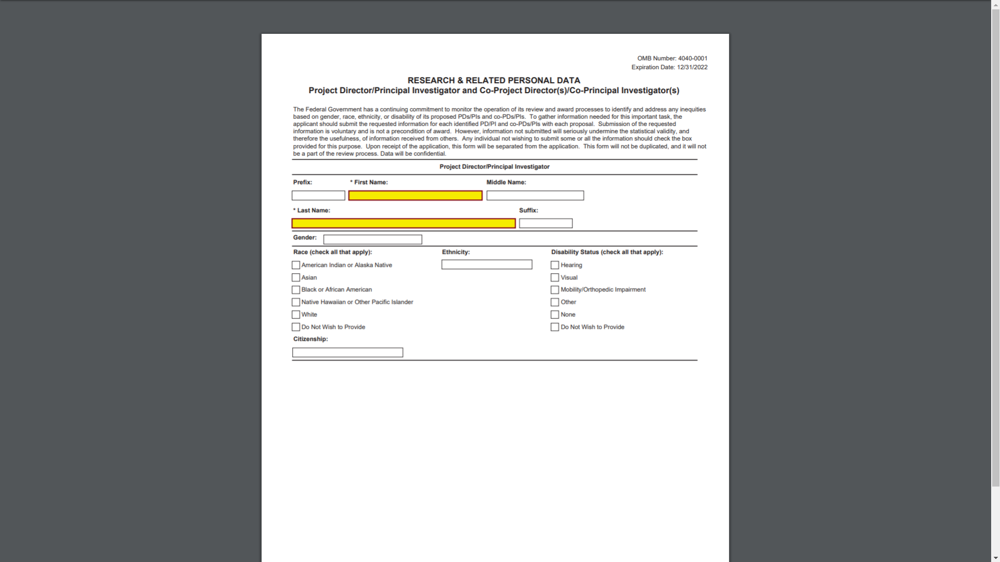 OMB Number: 4040-0001
Expiration Date: 12/31/2022
RESEARCH & RELATED PERSONAL DATA
Project Director/Principal Investigator and Co-Project Director(s)/Co-Principal Investigator(s)
The Federal Government has a continuing commitment to monitor the operation of its review and award processes to identify and address any inequities
based on gender, race, ethnicity, or disability of its proposed PDs/PIs and co-PDs/PIs.  To gather information needed for this important task, the
applicant should submit the requested information for each identified PD/PI and co-PDs/PIs with each proposal.  Submission of the requested
information is voluntary and is not a precondition of award.  However, information not submitted will seriously undermine the statistical validity, and
therefore the usefulness, of information received from others.  Any individual not wishing to submit some or all the information should check the box
provided for this purpose.  Upon receipt of the application, this form will be separated from the application.  This form will not be duplicated, and it will not
be a part of the review process. Data will be confidential.
Project Director/Principal Investigator
Prefix: * First Name: Middle Name:
* Last Name: Suffix:
Gender:
Race (check all that apply): Ethnicity: Disability Status (check all that apply):
American Indian or Alaska Native Hearing
Asian Visual
Black or African American Mobility/Orthopedic Impairment
Native Hawaiian or Other Pacific Islander Other
White None
Do Not Wish to Provide Do Not Wish to Provide
Citizenship: